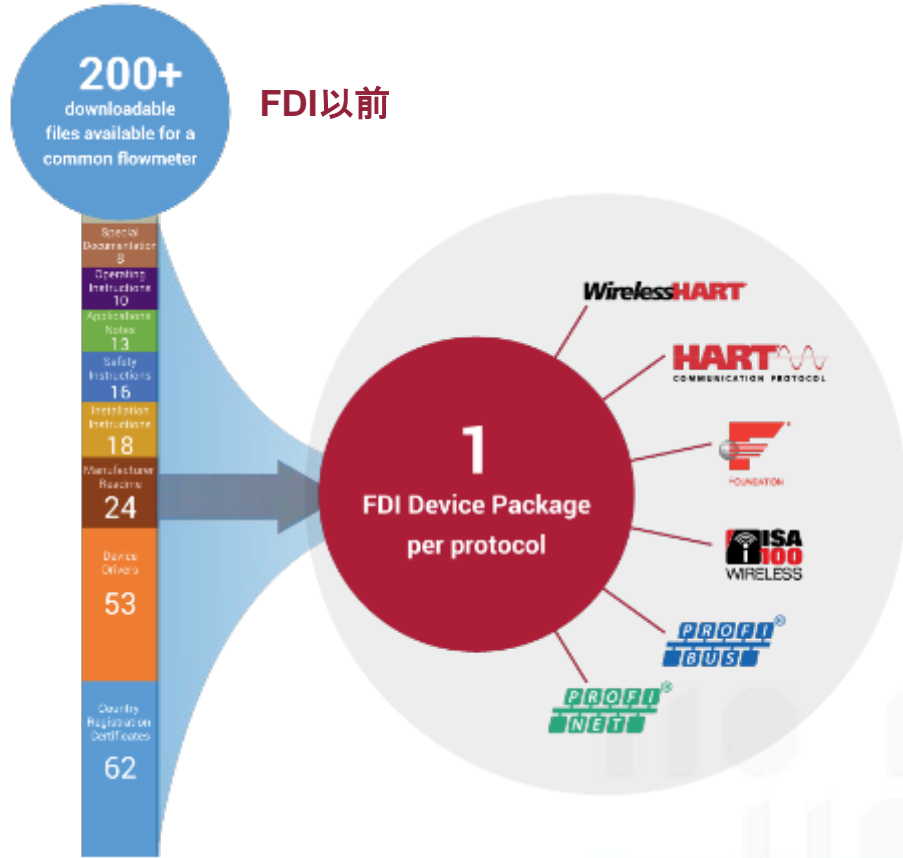 200+
downloadable
files available for a
common flowmeter
FDI以前
Special
Documentation
8
Operating
Instructions
10
Applications
Notes
13
Safety
Instructions
16
Installation
Instructions
18
Manufacturer
Readme
24
Device
Drivers
53
Country
Registration
Certificates
62
1
FDI Device Package
per protocol
WirelessHART
HART
COMMUNICATION PROTOCOL
F
FOUNDATION
ISA
100
WIRELESS
PROFI®
BUS
PROFI®
NET